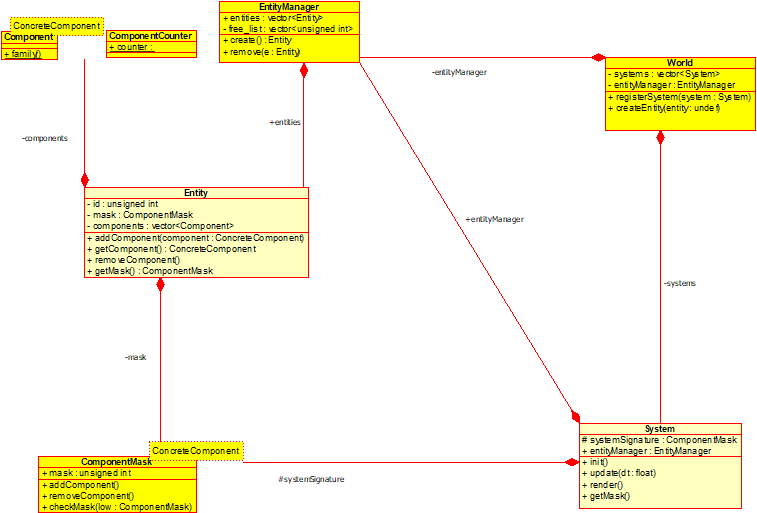 ConcreteComponent
Component
+ family()
ComponentCounter
+ counter :
EntityManager
+ entities : vector<Entity>
- free_list : vector<unsigned int>
+ create() : Entity
+ remove(e : Entity)
-entityManager
World
- systems : vector<System>
- entityManager : EntityManager
+ registerSystem(system : System)
+ createEntity(entity: undef)
+entities
-components
Entity
- id : unsigned int
- mask : ComponentMask
- components : vector<Component>
+ addComponent(component : ConcreteComponent)
+ getComponent() : ConcreteComponent
+ removeComponent()
+ getMask() : ComponentMask
+entityManager
-systems
-mask
ConcreteComponent
ComponentMask
+ mask : unsigned int
+ addComponent()
+ removeComponent()
+ checkMask(low : ComponentMask)
#systemSignature
System
# systemSignature : ComponentMask
+ entityManager : EntityManager
+ init()
+ update(dt : float)
+ render()
+ getMask()